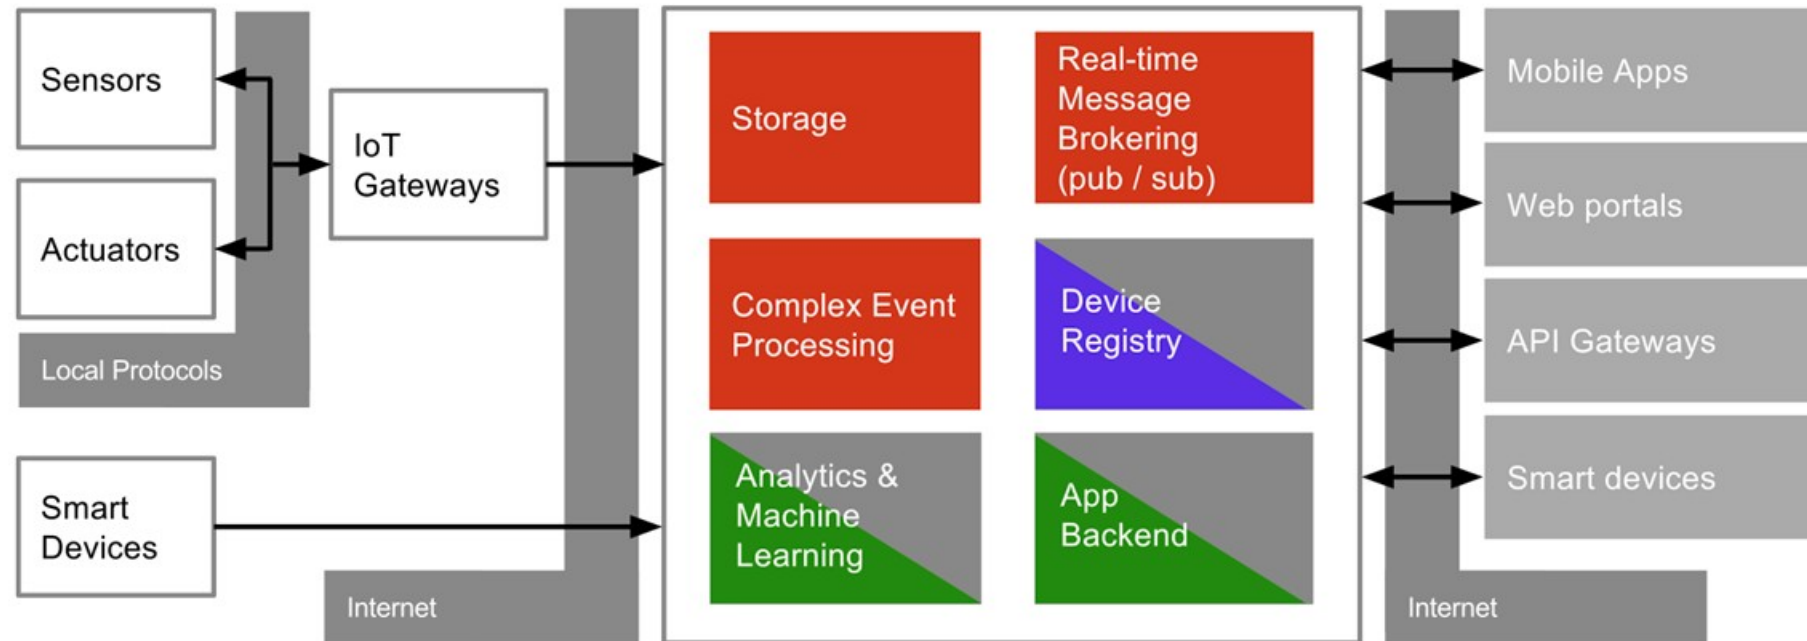 Sensors
Actuators
Local Protocols
Smart
Devices
IoT
Gateways
Internet
Storage
Real-time
Message
Brokering
(pub / sub)
Complex Event
Processing
Device
Registry
Analytics &
Machine
Learning
App
Backend
Mobile Apps
Web portals
API Gateways
Smart devices
Internet